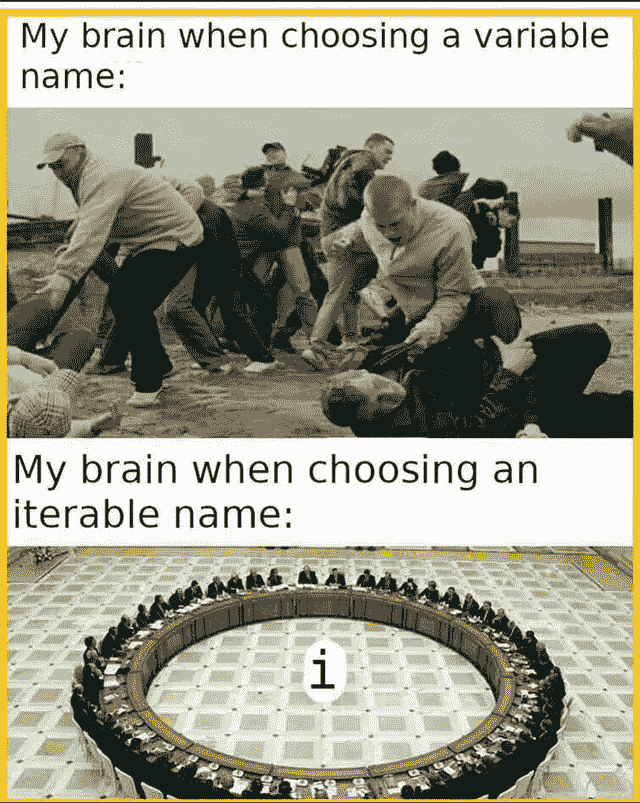 My brain when choosing a variable
name:
My brain when choosing an
iterable name:
i